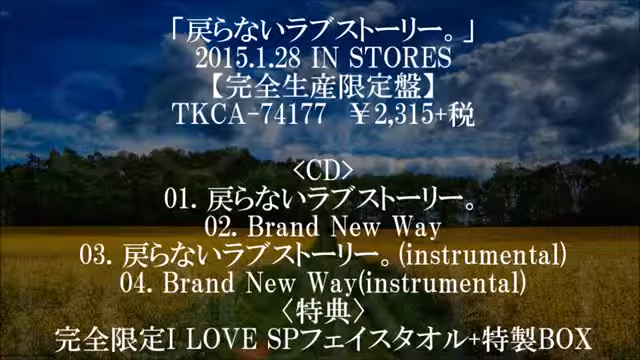 「戻らないラブストーリー。」
2015.1.28 IN STORES
【完全生産限定盤】
TKCA-74177　￥2,315+税
<CD>
01. 戻らないラブストーリー。
02. Brand New Way
03. 戻らないラブストーリー。(instrumental)
04. Brand New Way(instrumental)
〈特典〉
完全限定I LOVE SPフェイスタオル+特製BOX